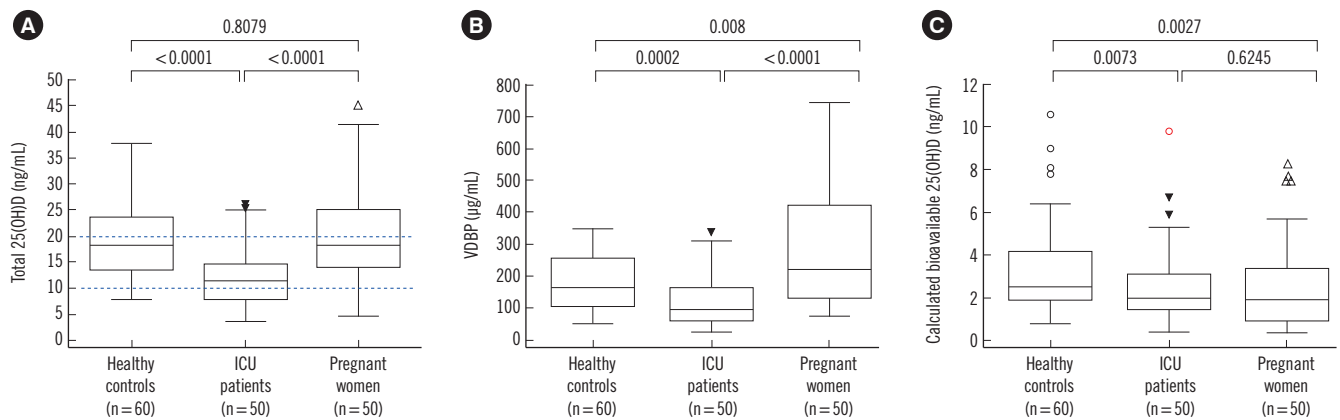 A
0.8079
<0.0001
<0.0001
Total 25(OH)D (ng/mL)
50
45
40
35
30
25
20
15
10
5
0
Healthy
controls
(n=60)
ICU
patients
(n=50)
Pregnant
women
(n=50)
B
0.008
0.0002
<0.0001
VDBP (µg/mL)
800
700
600
500
400
300
200
100
0
Healthy
controls
(n=60)
ICU
patients
(n=50)
Pregnant
women
(n=50)
C
0.0027
0.0073
0.6245
Calculated bioavailable 25(OH)D (ng/mL)
12
10
8
6
4
2
0
Healthy
controls
(n=60)
ICU
patients
(n=50)
Pregnant
women
(n=50)